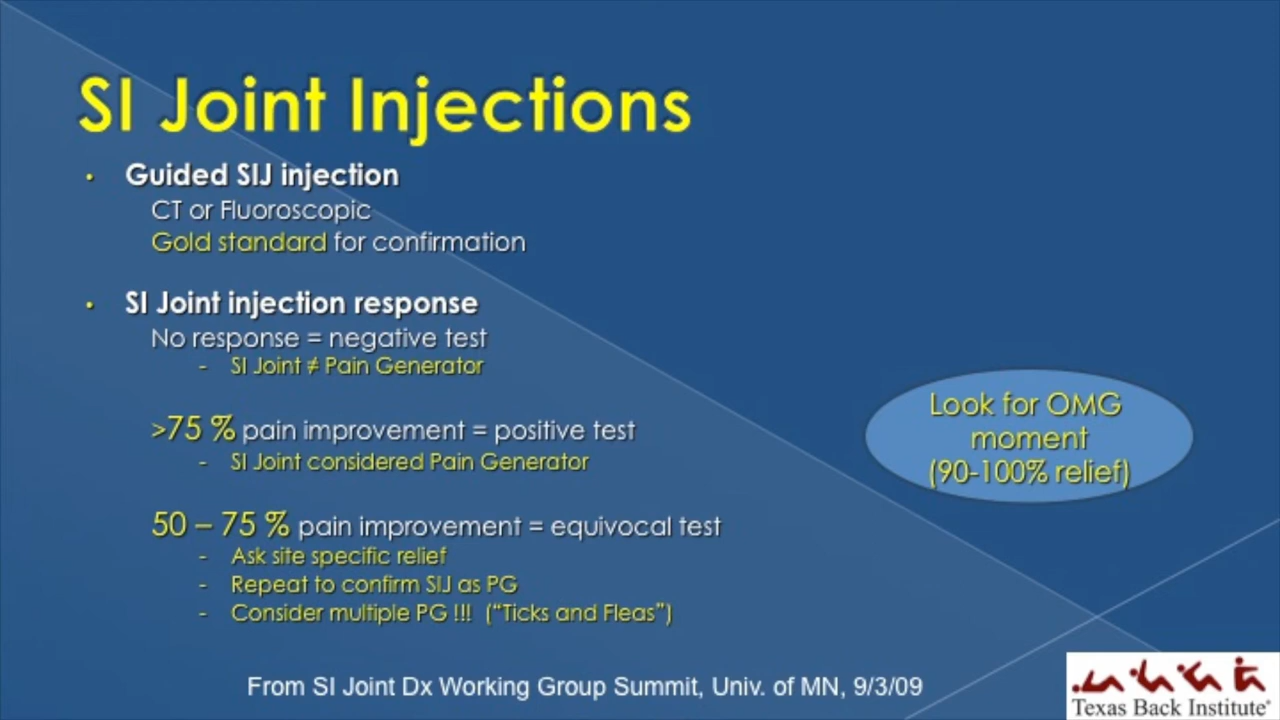 SI Joint Injections
• Guided SIJ injection
CT or Fluoroscopic
Gold standard for confirmation
• SI Joint injection response
No response = negative test
- SI Joint ≠ Pain Generator
>75 % pain improvement = positive test
- SI Joint considered Pain Generator
50 – 75 % pain improvement = equivocal test
- Ask site specific relief
- Repeat to confirm SIJ as PG
- Consider multiple PG !!! (“Ticks and Fleas”)
Look for OMG
moment
(90-100% relief)
From SI Joint Dx Working Group Summit, Univ. of MN, 9/3/09
Texas Back Institute®